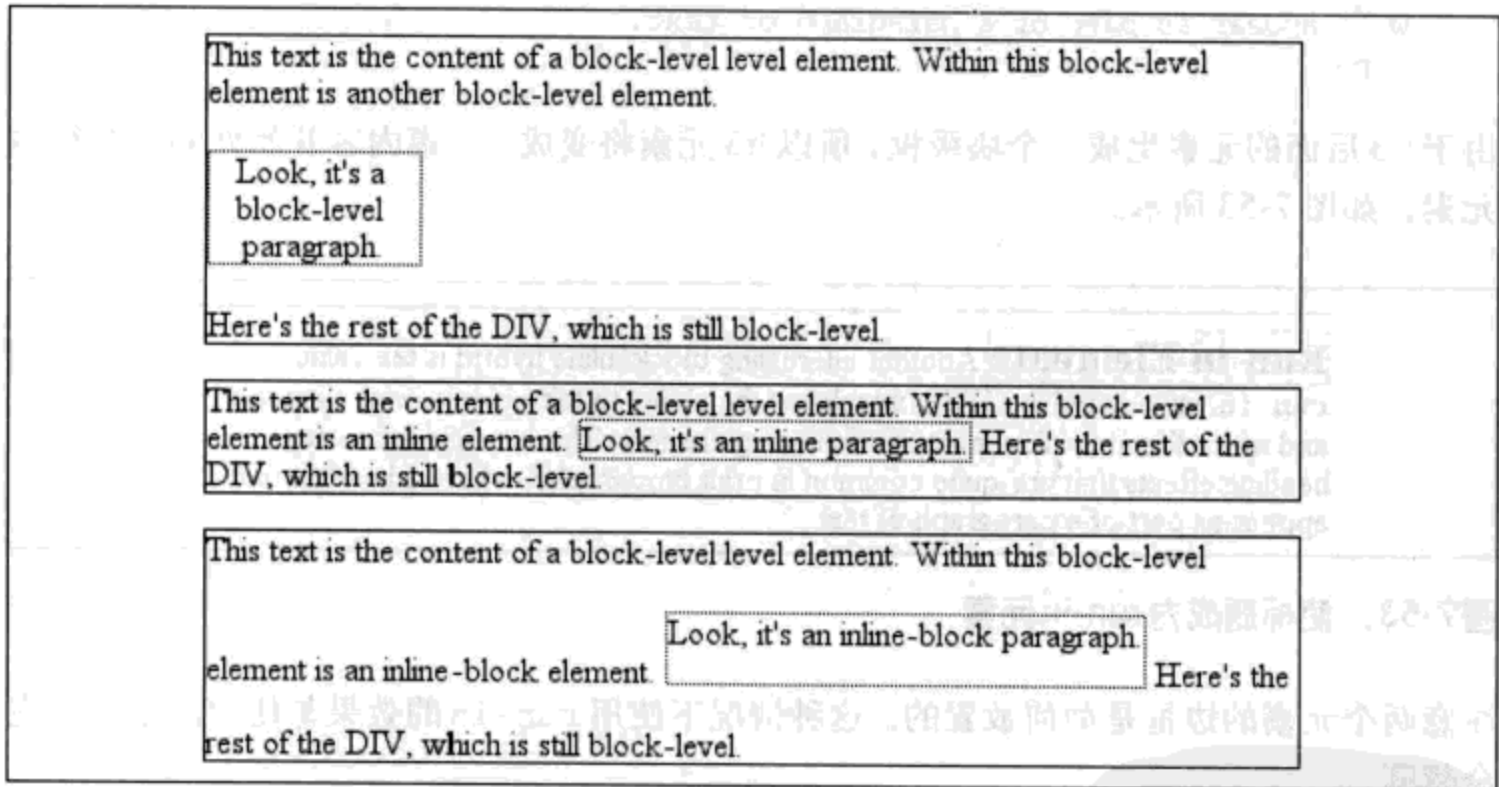 This text is the content of a block-level level element. Within this block-level
element is another block-level element.
Look, it's a
block-level
paragraph.
Here's the rest of the DIV, which is still block-level.
This text is the content of a block-level level element. Within this block-level
element is an inline element. Look, it's an inline paragraph. Here's the rest of the
DIV, which is still block-level.
This text is the content of a block-level level element. Within this block-level
Look, it's an inline-block paragraph.
element is an inline-block element. Here's the
rest of the DIV, which is still block-level.